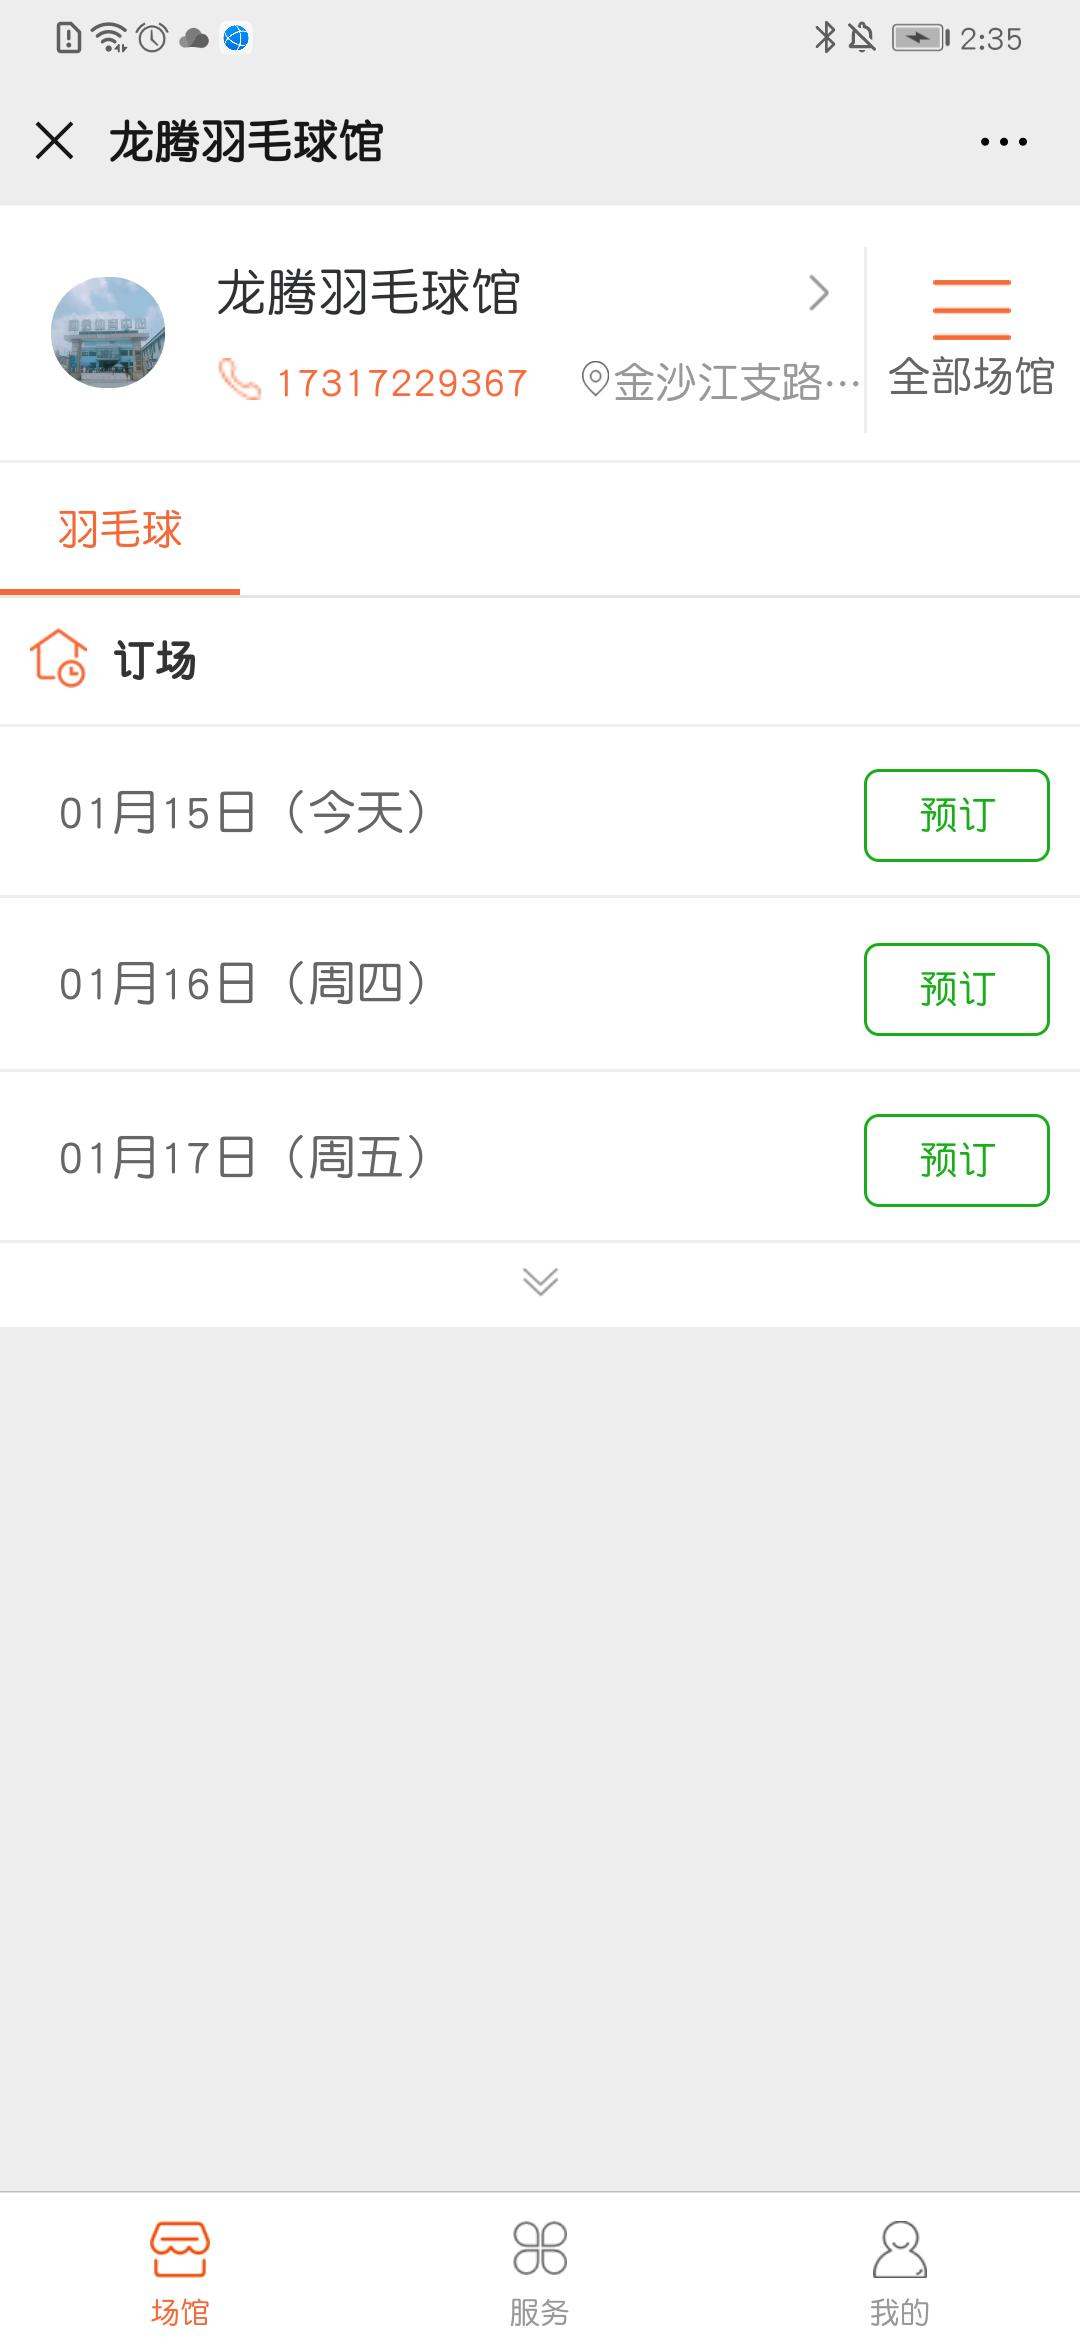 2:35
龙腾羽毛球馆
龙腾羽毛球馆
17317229367
金沙江支路…
全部场馆
羽毛球
订场
01月15日（今天）
预订
01月16日（周四）
预订
01月17日（周五）
预订
场馆
服务
我的